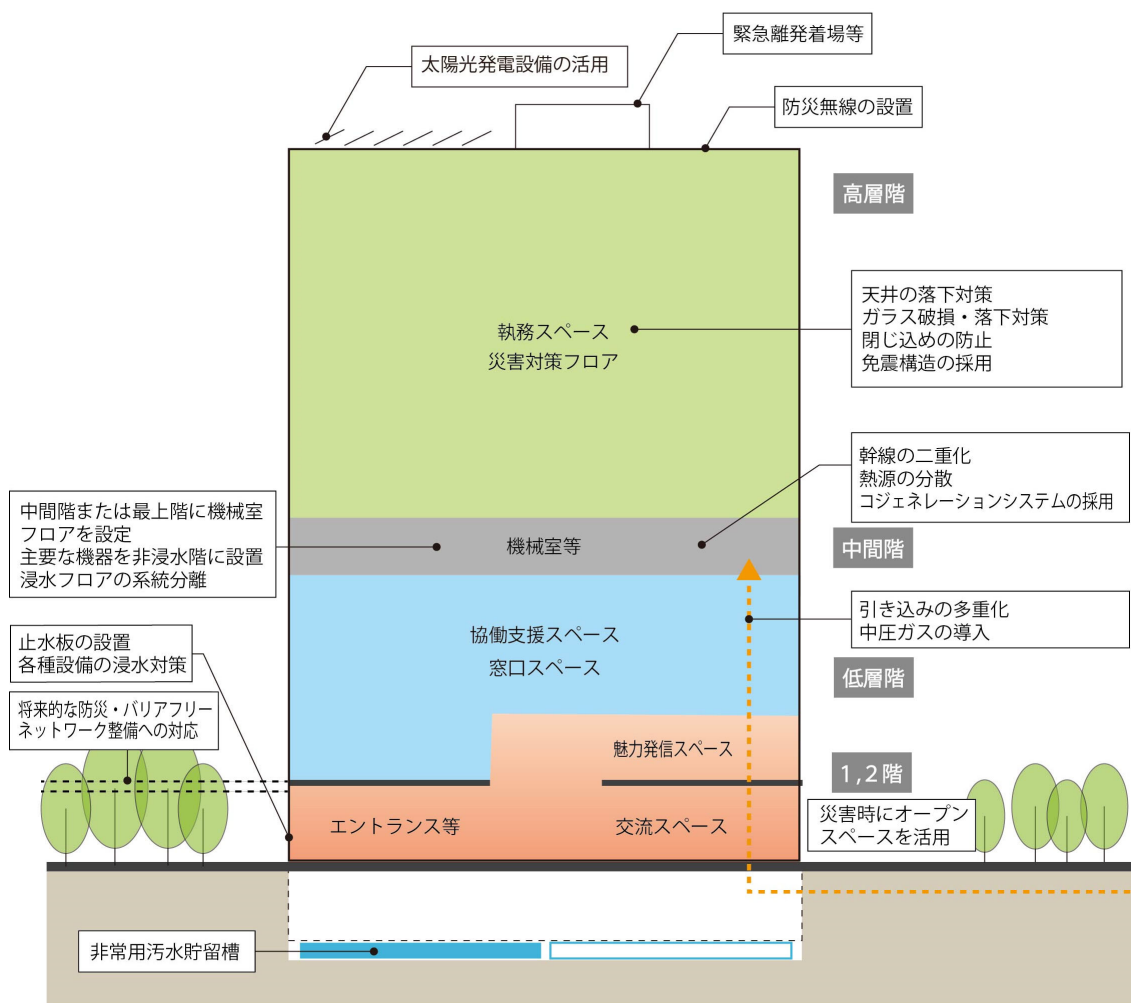 緊急離発着場等
太陽光発電設備の活用
防災無線の設置
高層階
天井の落下対策
ガラス破損・落下対策
閉じ込めの防止
免震構造の採用
執務スペース
災害対策フロア
幹線の二重化
熱源の分散
コジェネレーションシステムの採用
中間階または最上階に機械室
フロアを設定
主要な機器を非浸水階に設置
浸水フロアの系統分離
機械室等
中間階
引き込みの多重化
中圧ガスの導入
協働支援スペース
窓口スペース
止水板の設置
各種設備の浸水対策
低層階
将来的な防災・バリアフリー
ネットワーク整備への対応
魅力発信スペース
1,2階
エントランス等
交流スペース
災害時にオープン
スペースを活用
非常用汚水貯留槽